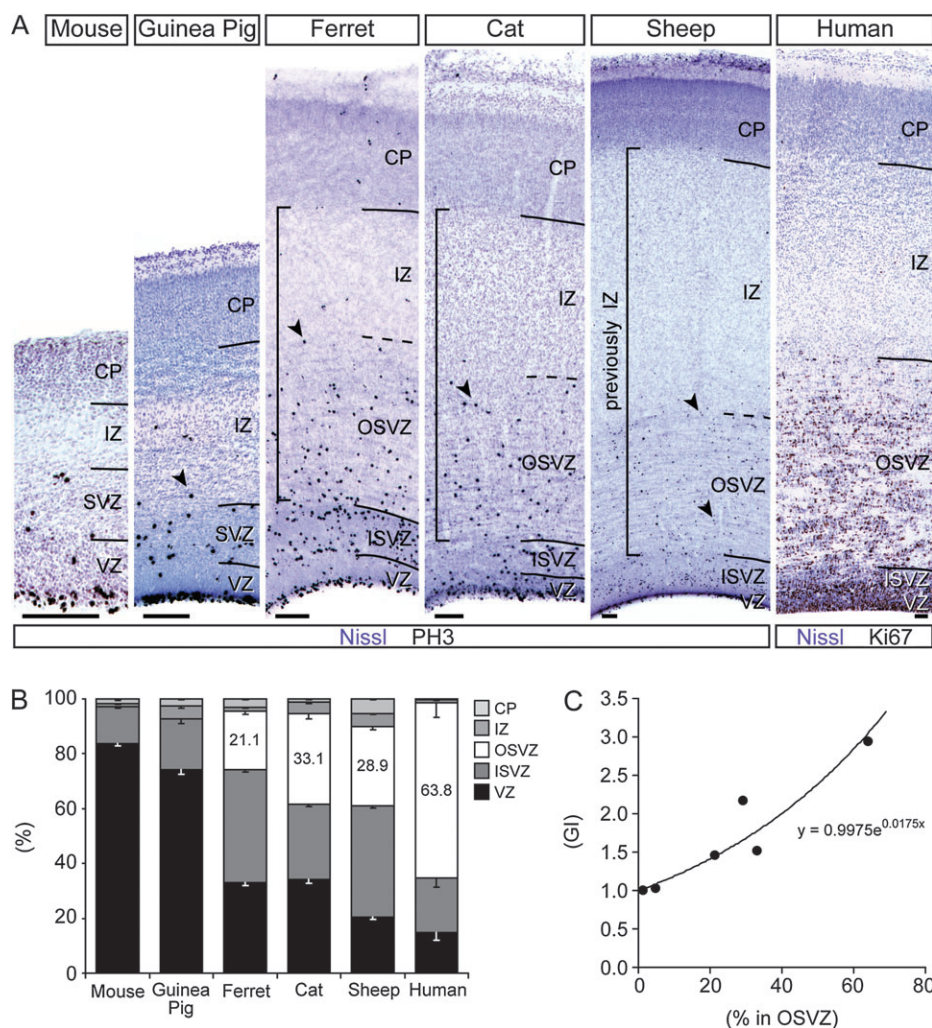 A
Mouse Guinea Pig Ferret Cat Sheep Human
CP
IZ
SVZ
VZ
CP
IZ
SVZ
VZ
CP
IZ
OSVZ
ISVZ
VZ
CP
IZ
OSVZ
ISVZ
VZ
CP
previously IZ
IZ
OSVZ
ISVZ
VZ
CP
IZ
OSVZ
ISVZ
VZ
Nissl PH3
Nissl Ki67
B
(%)
100
80
60
40
20
0
21.1
33.1
28.9
63.8
Mouse Guinea Pig Ferret Cat Sheep Human
CP
IZ
OSVZ
ISVZ
VZ
C
(GI)
3.5
3.0
2.5
2.0
1.5
1.0
0.5
0
y = 0.9975e^0.0175x
0 20 40 60 80
(% in OSVZ)